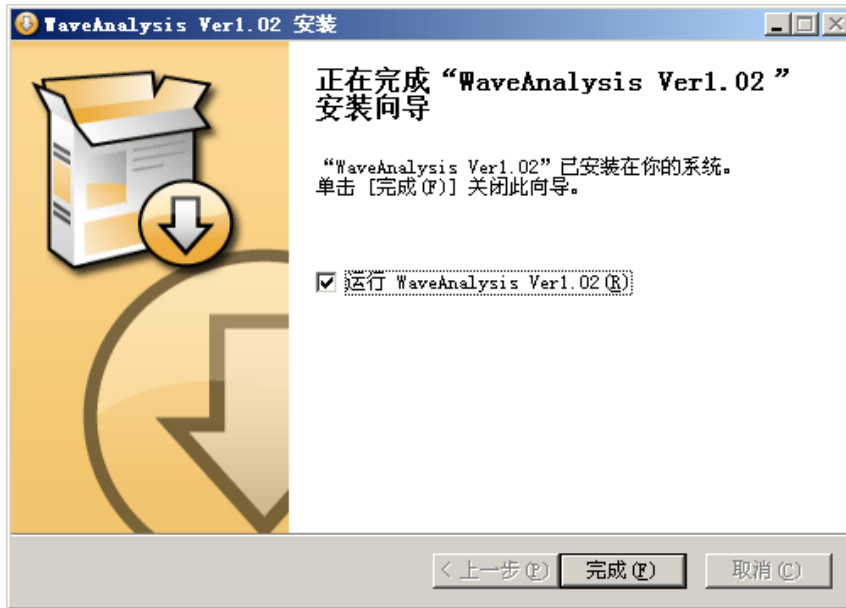 WaveAnalysis Ver1.02 安装
正在完成“WaveAnalysis Ver1.02 ”
安装向导
“WaveAnalysis Ver1.02”已安装在你的系统。
单击 [完成(F)] 关闭此向导。
运行 WaveAnalysis Ver1.02(R)
< 上一步(P)
完成(F)
取消(C)